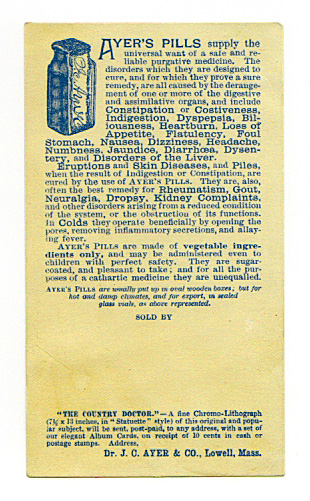 AYER'S PILLS supply the
universal want of a safe and re-
liable purgative medicine. The
disorders which they are designed to
cure, and for which they prove a sure
remedy, are all caused by the derange-
ment of one or more of the digestive
and assimilative organs, and include
Constipation or Costiveness,
Indigestion, Dyspepsia, Bil-
iousness, Heartburn, Loss of
Appetite, Flatulency, Foul
Stomach, Nausea, Dizziness, Headache,
Numbness, Jaundice, Diarrhœa, Dysen-
tery, and Disorders of the Liver.
Eruptions and Skin Diseases, and Piles,
when the result of Indigestion or Constipation, are
cured by the use of AYER'S PILLS. They are, also,
often the best remedy for Rheumatism, Gout,
Neuralgia, Dropsy, Kidney Complaints,
and other disorders arising from a reduced condition
of the system, or the obstruction of its functions.
In Colds they operate beneficially by opening the
pores, removing inflammatory secretions, and allay-
ing fever.
AYER'S PILLS are made of vegetable ingre-
dients only, and may be administered even to
children with perfect safety. They are sugar-
coated, and pleasant to take; and for all the pur-
poses of a cathartic medicine they are unequalled.
AYER'S PILLS are usually put up in oval wooden boxes; but for
hot and damp climates, and for export, in sealed
glass vials, as above represented.
SOLD BY
"THE COUNTRY DOCTOR."—A fine Chromo-Lithograph
(7½ x 13 inches, in "Statuette" style) of this original and popu-
lar subject, will be sent, post-paid, to any address, with a set of
our elegant Album Cards, on receipt of 10 cents in cash or
postage stamps. Address,
Dr. J. C. AYER & CO., Lowell, Mass.